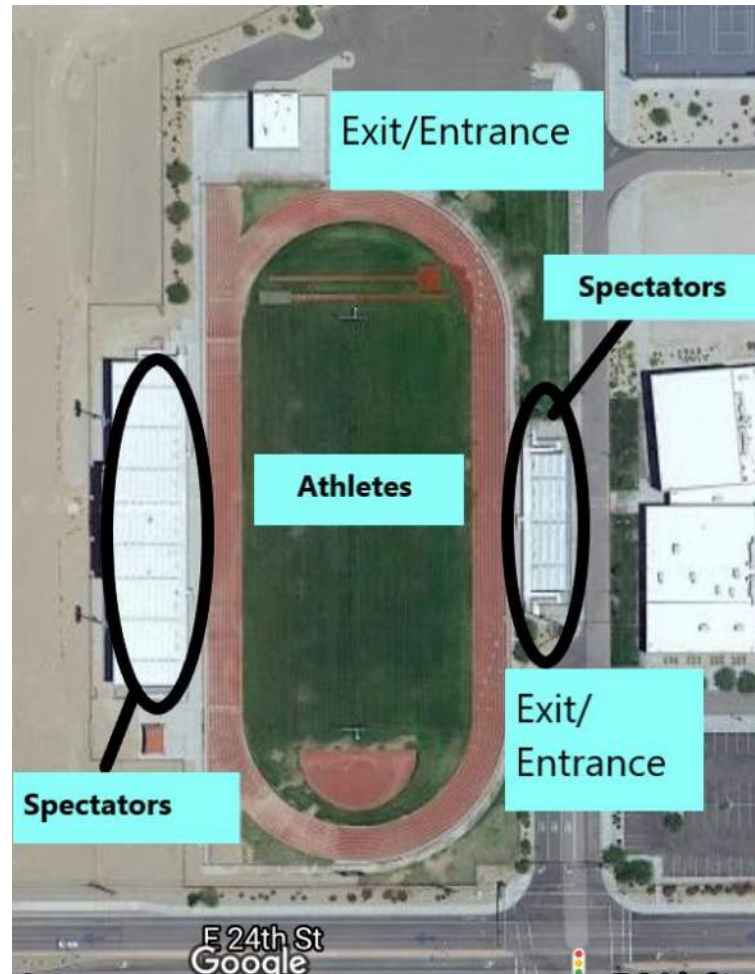 Exit/Entrance
Spectators
Athletes
Exit/
Entrance
Spectators
E 24th St
Google